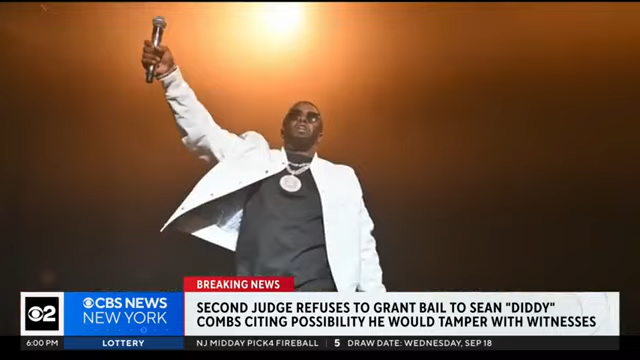 BREAKING NEWS
SECOND JUDGE REFUSES TO GRANT BAIL TO SEAN "DIDDY"
COMBS CITING POSSIBILITY HE WOULD TAMPER WITH WITNESSES
2
CBS NEWS
NEW YORK
6:00 PM
LOTTERY
NJ MIDDAY PICK4 FIREBALL | 5 DRAW DATE: WEDNESDAY, SEP 18